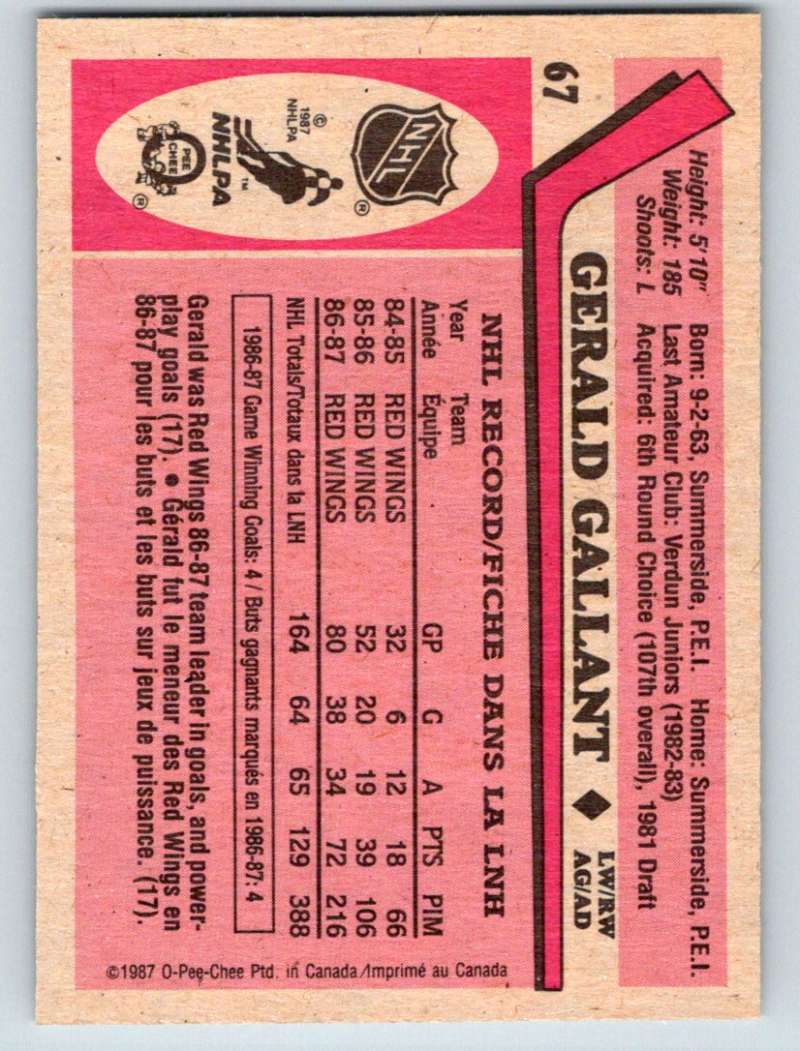 67
Height: 5'10" Born: 9-2-63, Summerside, P.E.I. Home: Summerside, P.E.I.
Weight: 185 Last Amateur Club: Verdun Juniors (1982-83)
Shoots: L Acquired: 6th Round Choice (107th overall), 1981 Draft
GERALD GALLANT ◆ LW/RW
AG/AD
NHL
®
© 1987 NHLPA
NHLPA
™
O PEE CHEE
®
NHL RECORD/FICHE DANS LA LNH
Year Team
Année Équipe GP G A PTS PIM
84-85 RED WINGS 32 6 12 18 66
85-86 RED WINGS 52 20 19 39 106
86-87 RED WINGS 80 38 34 72 216
NHL Totals/Totaux dans la LNH 164 64 65 129 388
1986-87 Game Winning Goals: 4 / Buts gagnants marqués en 1986-87: 4
Gerald was Red Wings 86-87 team leader in goals, and power-
play goals (17). ● Gérald fut le meneur des Red Wings en
86-87 pour les buts et les buts sur jeux de puissance. (17).
©1987 O-Pee-Chee Ptd. in Canada/Imprimé au Canada